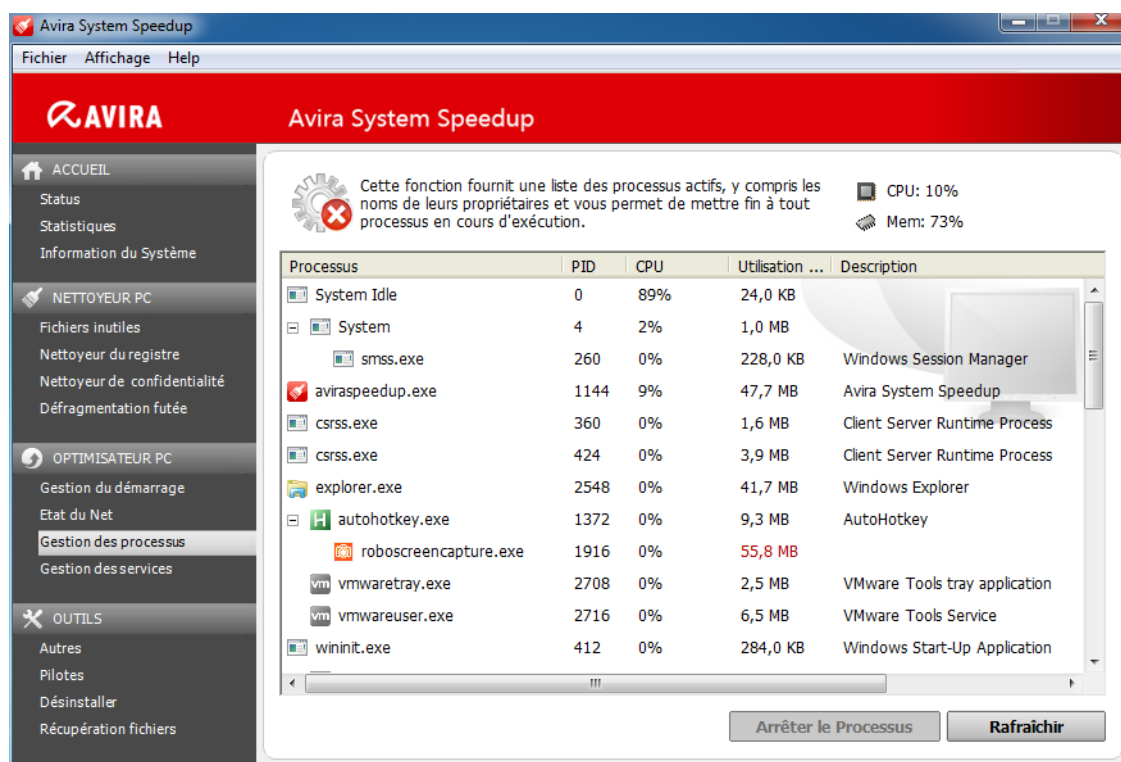 Avira System Speedup
Fichier Affichage Help
AVIRA
Avira System Speedup
ACCUEIL
Status
Statistiques
Information du Système
NETTOYEUR PC
Fichiers inutiles
Nettoyeur du registre
Nettoyeur de confidentialité
Défragmentation futée
OPTIMISATEUR PC
Gestion du démarrage
Etat du Net
Gestion des processus
Gestion des services
OUTILS
Autres
Pilotes
Désinstaller
Récupération fichiers
Cette fonction fournit une liste des processus actifs, y compris les
noms de leurs propriétaires et vous permet de mettre fin à tout
processus en cours d'exécution.
CPU: 10%
Mem: 73%
Processus PID CPU Utilisation ... Description
System Idle 0 89% 24,0 KB
System 4 2% 1,0 MB
smss.exe 260 0% 228,0 KB Windows Session Manager
aviraspeedup.exe 1144 9% 47,7 MB Avira System Speedup
csrss.exe 360 0% 1,6 MB Client Server Runtime Process
csrss.exe 424 0% 3,9 MB Client Server Runtime Process
explorer.exe 2548 0% 41,7 MB Windows Explorer
H autohotkey.exe 1372 0% 9,3 MB AutoHotkey
roboscreencapture.exe 1916 0% 55,8 MB
vm vmwaretray.exe 2708 0% 2,5 MB VMware Tools tray application
vm vmwareuser.exe 2716 0% 6,5 MB VMware Tools Service
wininit.exe 412 0% 284,0 KB Windows Start-Up Application
Arrêter le Processus Rafraîchir